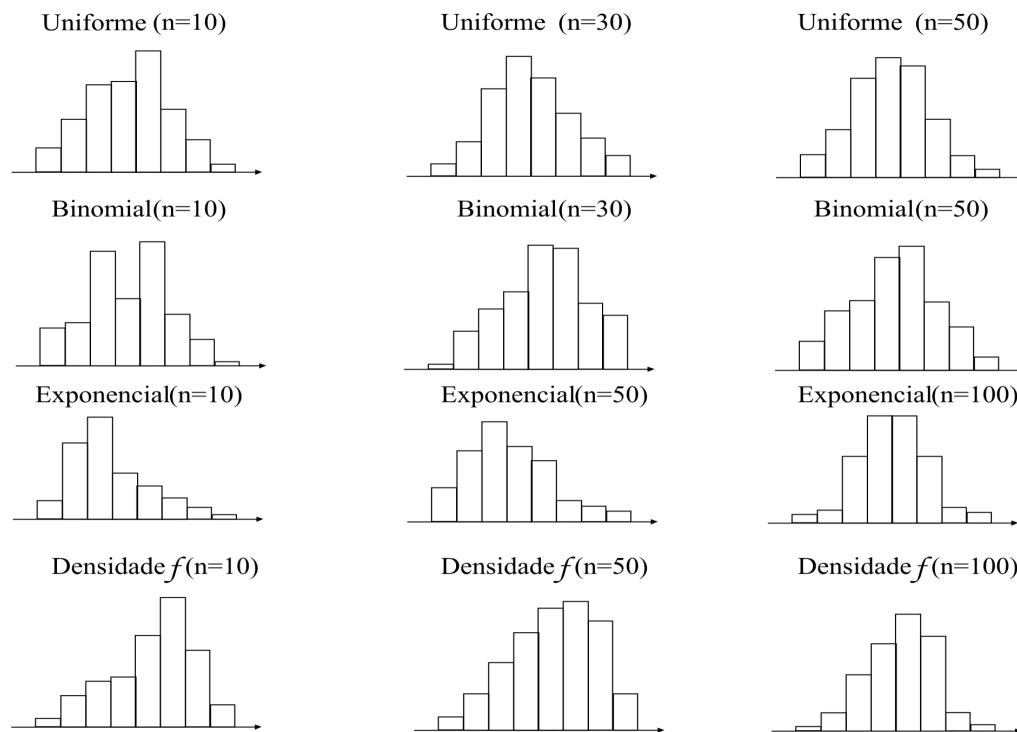 Uniforme (n=10)
Uniforme (n=30)
Uniforme (n=50)
Binomial(n=10)
Binomial(n=30)
Binomial(n=50)
Exponencial(n=10)
Exponencial(n=50)
Exponencial(n=100)
Densidade f(n=10)
Densidade f(n=50)
Densidade f(n=100)